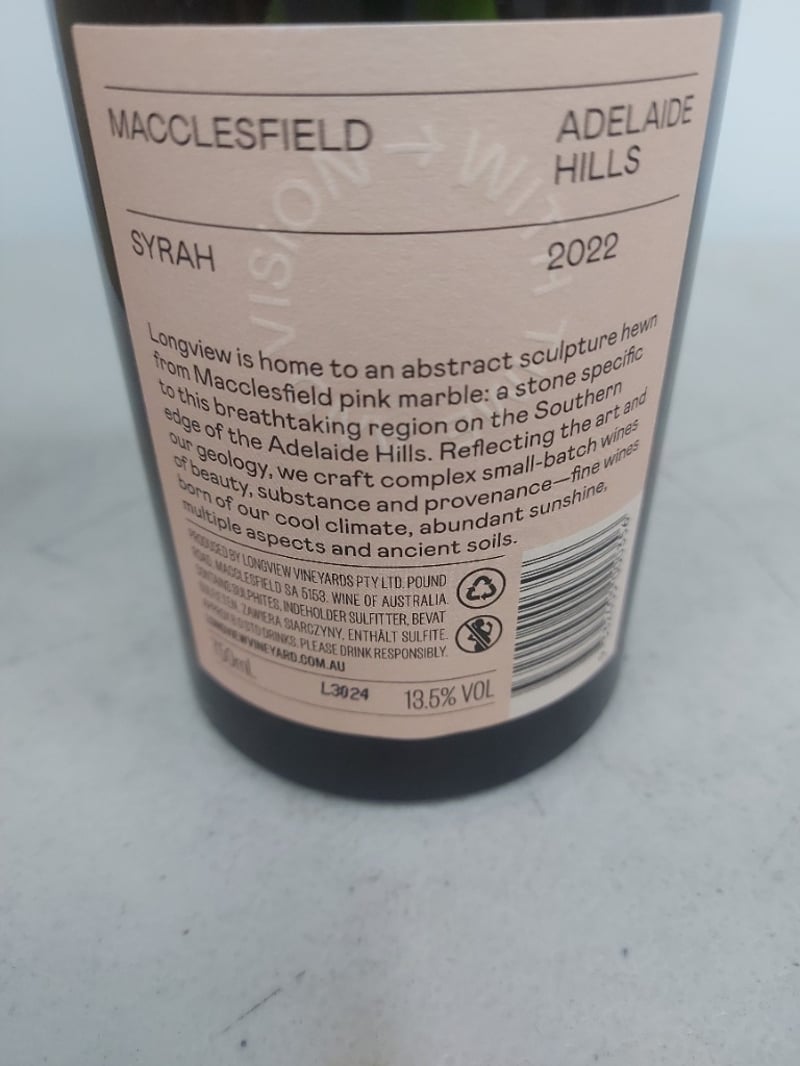 MACCLESFIELD
ADELAIDE
HILLS
SYRAH
2022
VISION
WITH
Longview is home to an abstract sculpture hewn
from Macclesfield pink marble: a stone specific
to this breathtaking region on the Southern
edge of the Adelaide Hills. Reflecting the art and
our geology, we craft complex small-batch wines
of beauty, substance and provenance—fine wines
born of our cool climate, abundant sunshine,
multiple aspects and ancient soils.
PRODUCED BY LONGVIEW VINEYARDS PTY LTD. POUND
ROAD. MACCLESFIELD SA 5153. WINE OF AUSTRALIA.
CONTAINS SULPHITES, INDEHOLDER SULFITTER, BEVAT
SULFIETEN. ZAWIERA SIARCZYNY. ENTHÄLT SULFITE.
DRINKS. PLEASE DRINK RESPONSIBLY.
LONGVIEWVINEYARD.COM.AU
750mL
L3024
13.5% VOL